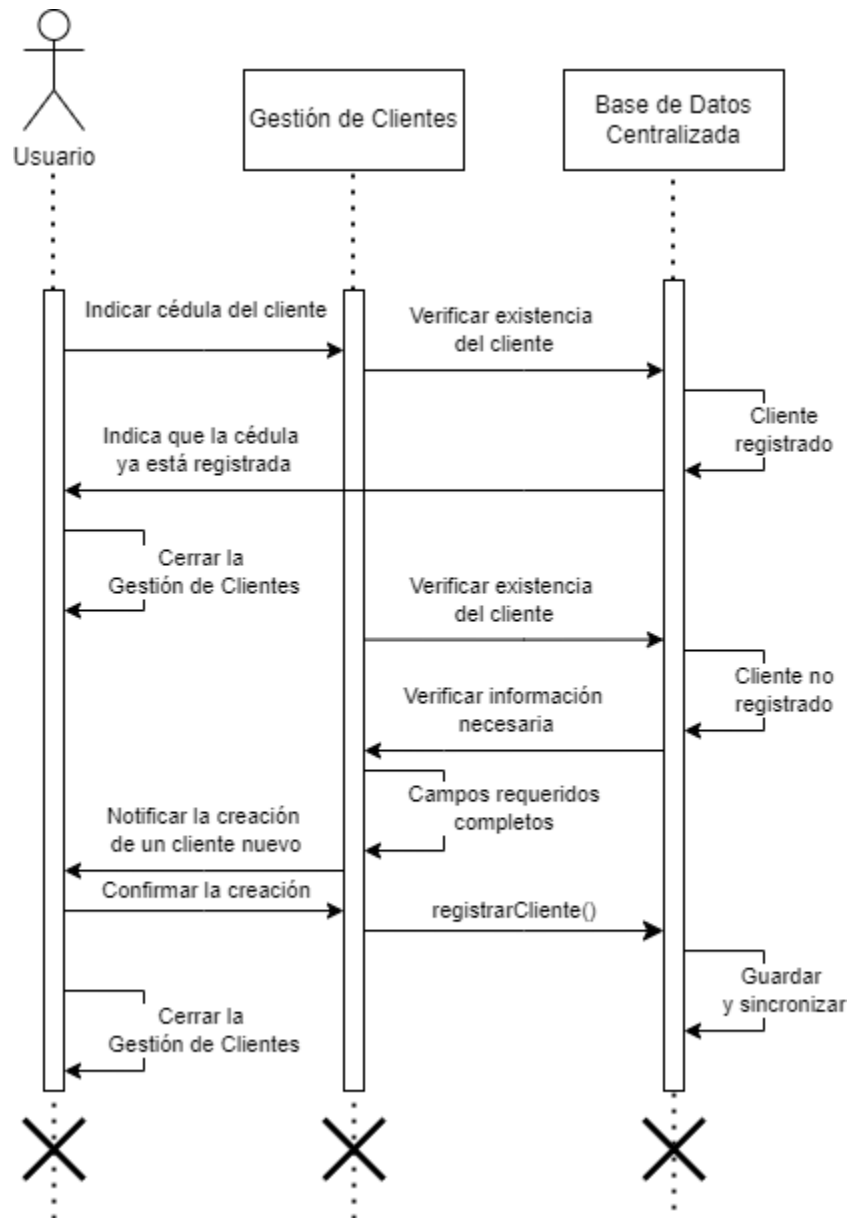 Usuario
Gestión de Clientes
Base de Datos
Centralizada
Indicar cédula del cliente
Verificar existencia
del cliente
Cliente
registrado
Indica que la cédula
ya está registrada
Cerrar la
Gestión de Clientes
Verificar existencia
del cliente
Cliente no
registrado
Verificar información
necesaria
Campos requeridos
completos
Notificar la creación
de un cliente nuevo
Confirmar la creación
registrarCliente()
Guardar
y sincronizar
Cerrar la
Gestión de Clientes